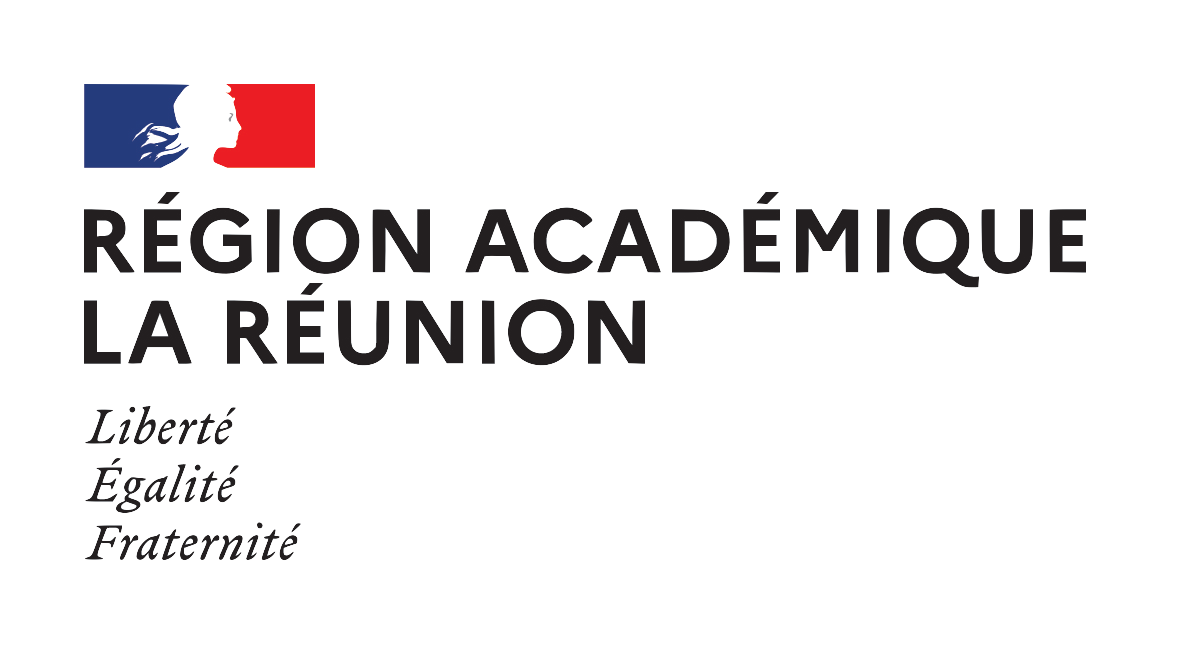 RÉGION ACADÉMIQUE
LA RÉUNION
Liberté
Égalité
Fraternité